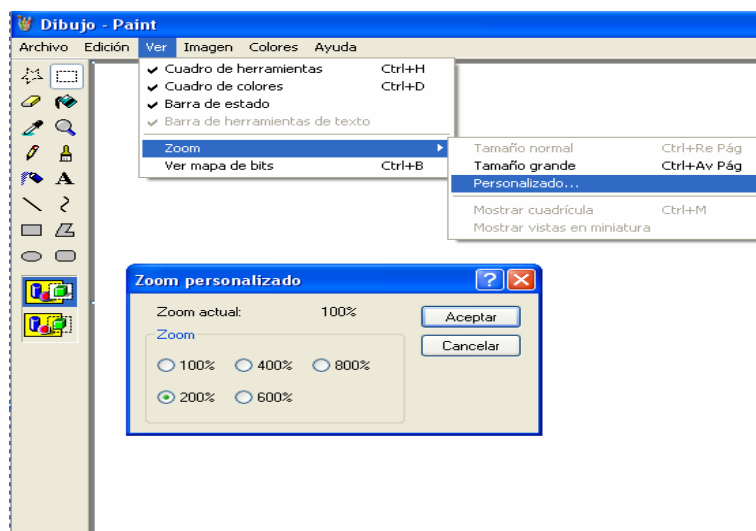 Dibujo - Paint
Archivo Edición Ver Imagen Colores Ayuda
Cuadro de herramientas Ctrl+H
Cuadro de colores Ctrl+D
Barra de estado
Barra de herramientas de texto
Zoom
Ver mapa de bits Ctrl+B
Tamaño normal Ctrl+Re Pág
Tamaño grande Ctrl+Av Pág
Personalizado...
Mostrar cuadrícula Ctrl+M
Mostrar vistas en miniatura
A
Zoom personalizado
Zoom actual: 100%
Aceptar
Zoom
Cancelar
100% 400% 800%
200% 600%